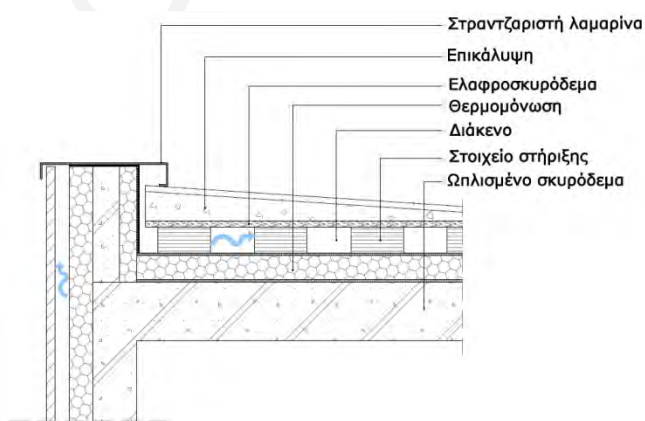 Στραντζαριστή λαμαρίνα
Επικάλυψη
Ελαφροσκυρόδεμα
Θερμομόνωση
Διάκενο
Στοιχείο στήριξης
Ωπλισμένο σκυρόδεμα